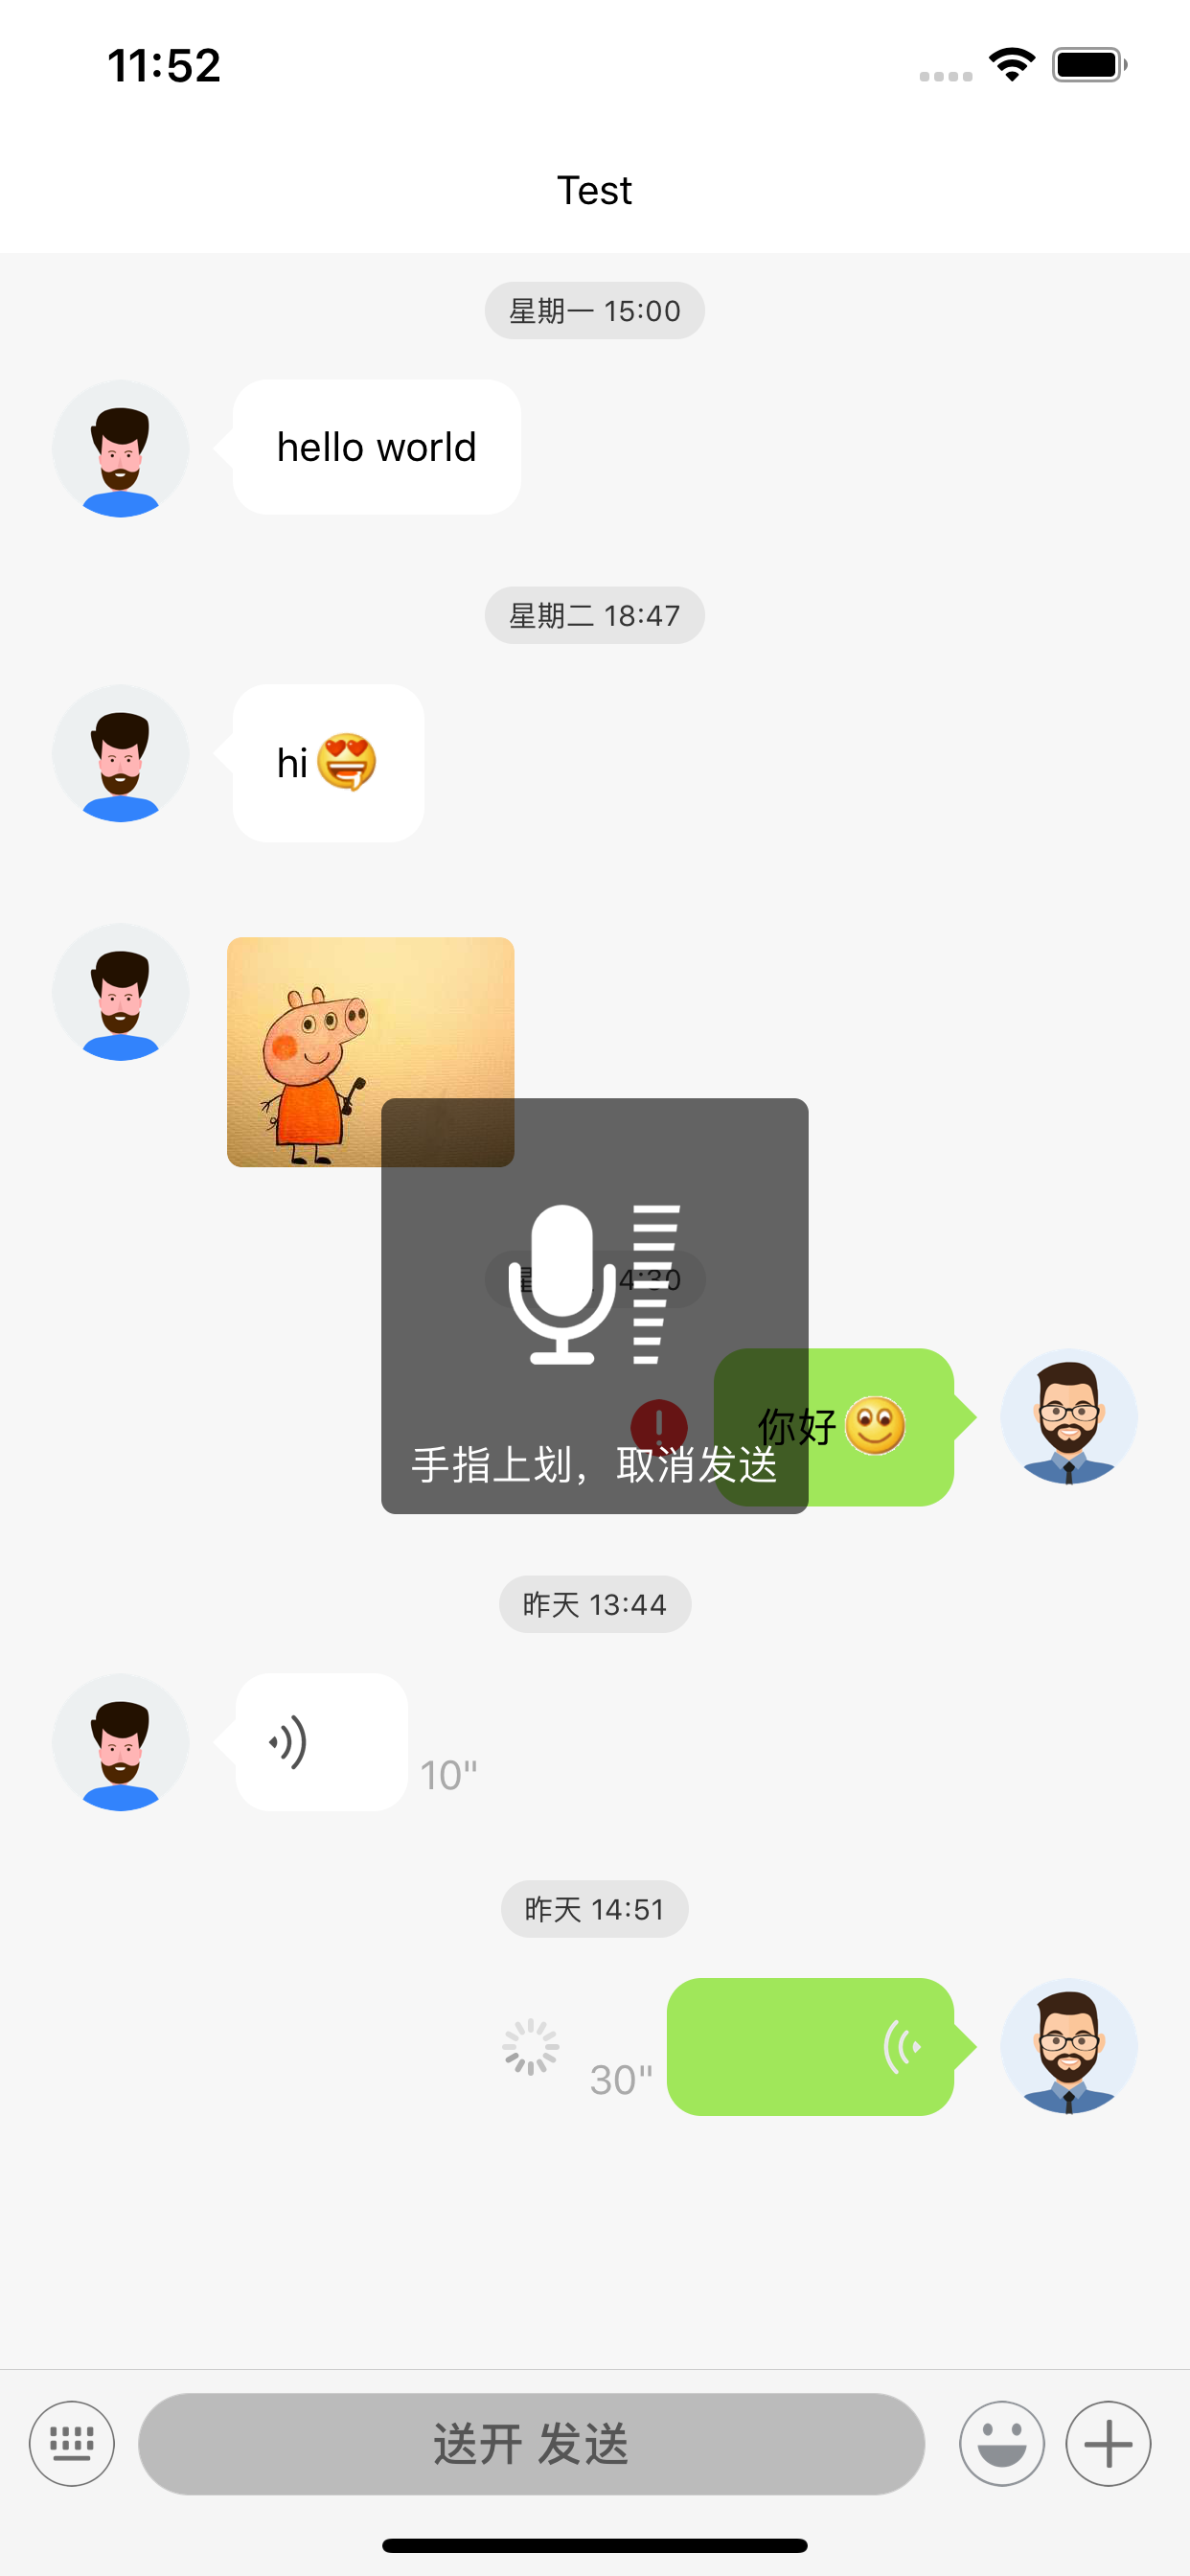 11:52
Test
星期一 15:00
hello world
星期二 18:47
hi
4:30
你好
手指上划，取消发送
昨天 13:44
10"
昨天 14:51
30"
送开 发送